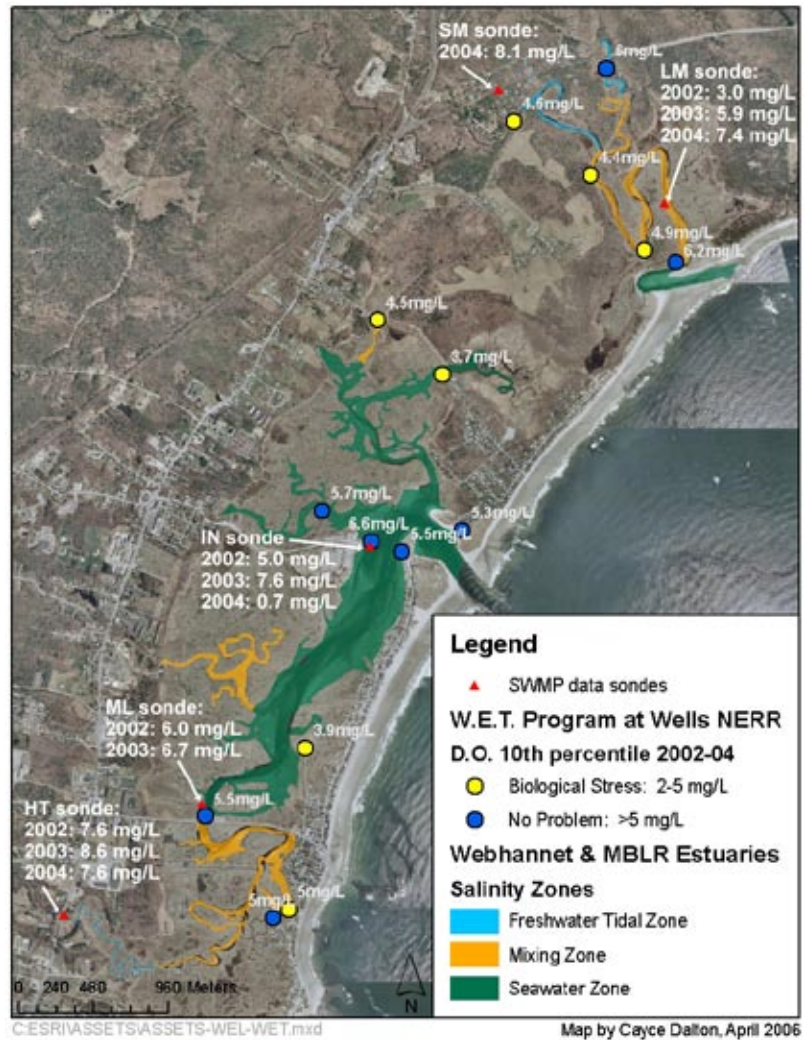 SM sonde:
2004: 8.1 mg/L
6mg/L
LM sonde:
2002: 3.0 mg/L
2003: 5.9 mg/L
2004: 7.4 mg/L
4.6mg/L
4.4mg/L
4.9mg/L
6.2mg/L
4.5mg/L
3.7mg/L
5.7mg/L
5.3mg/L
6.6mg/L
5.5mg/L
IN sonde
2002: 5.0 mg/L
2003: 7.6 mg/L
2004: 0.7 mg/L
ML sonde:
2002: 6.0 mg/L
2003: 6.7 mg/L
3.9mg/L
5.5mg/L
HT sonde:
2002: 7.6 mg/L
2003: 8.6 mg/L
2004: 7.6 mg/L
5mg/L
5mg/L
0 240 480 960 Meters
N
Legend
SWMP data sondes
W.E.T. Program at Wells NERR
D.O. 10th percentile 2002-04
Biological Stress: 2-5 mg/L
No Problem: >5 mg/L
Webhannet & MBLR Estuaries
Salinity Zones
Freshwater Tidal Zone
Mixing Zone
Seawater Zone
C:ESRI\ASSETS\ASSETS-WEL-WET.mxd
Map by Cayce Dalton, April 2006